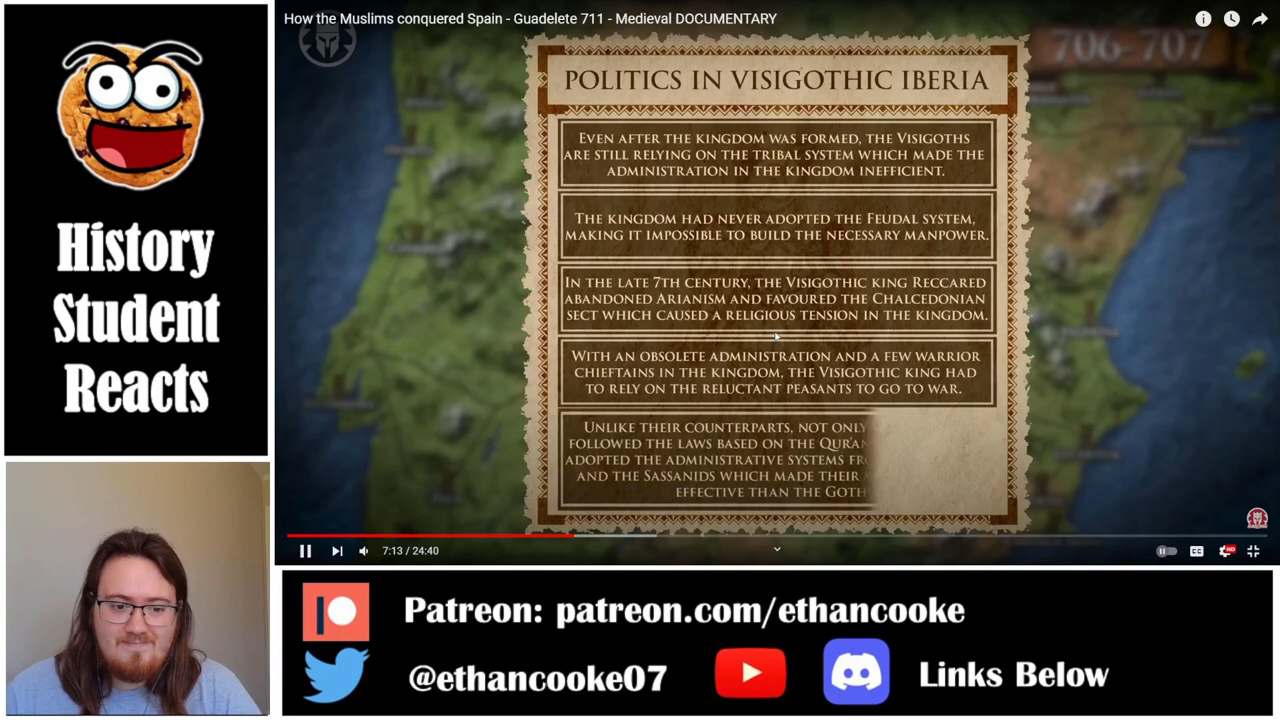 How the Muslims conquered Spain - Guadelete 711 - Medieval DOCUMENTARY
706-707
POLITICS IN VISIGOTHIC IBERIA
EVEN AFTER THE KINGDOM WAS FORMED, THE VISIGOTHS
ARE STILL RELYING ON THE TRIBAL SYSTEM WHICH MADE THE
ADMINISTRATION IN THE KINGDOM INEFFICIENT.
THE KINGDOM HAD NEVER ADOPTED THE FEUDAL SYSTEM,
MAKING IT IMPOSSIBLE TO BUILD THE NECESSARY MANPOWER.
IN THE LATE 7TH CENTURY, THE VISIGOTHIC KING RECCARED
ABANDONED ARIANISM AND FAVOURED THE CHALCEDONIAN
SECT WHICH CAUSED A RELIGIOUS TENSION IN THE KINGDOM.
WITH AN OBSOLETE ADMINISTRATION AND A FEW WARRIOR
CHIEFTAINS IN THE KINGDOM, THE VISIGOTHIC KING HAD
TO RELY ON THE RELUCTANT PEASANTS TO GO TO WAR.
UNLIKE THEIR COUNTERPARTS, NOT ONLY
FOLLOWED THE LAWS BASED ON THE QUR'AN
ADOPTED THE ADMINISTRATIVE SYSTEMS
AND THE SASSANIDS WHICH MADE THEIR
EFFECTIVE THAN THE GOTH
7:13 / 24:40
CC
HD
History
Student
Reacts
Patreon: patreon.com/ethancooke
@ethancooke07
Links Below